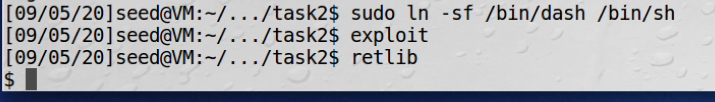 [09/05/20]seed@VM:~/.../task2$ sudo ln -sf /bin/dash /bin/sh
[09/05/20]seed@VM:~/.../task2$ exploit
[09/05/20]seed@VM:~/.../task2$ retlib
$